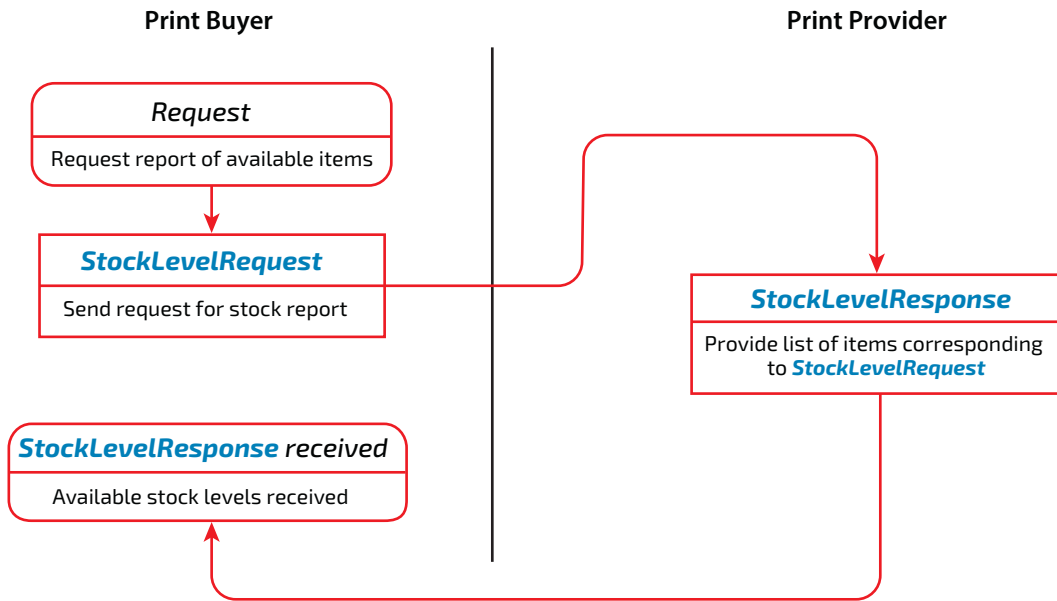 Print Buyer
Print Provider
Request
Request report of available items
StockLevelRequest
Send request for stock report
StockLevelResponse
Provide list of items corresponding
to StockLevelRequest
StockLevelResponse received
Available stock levels received